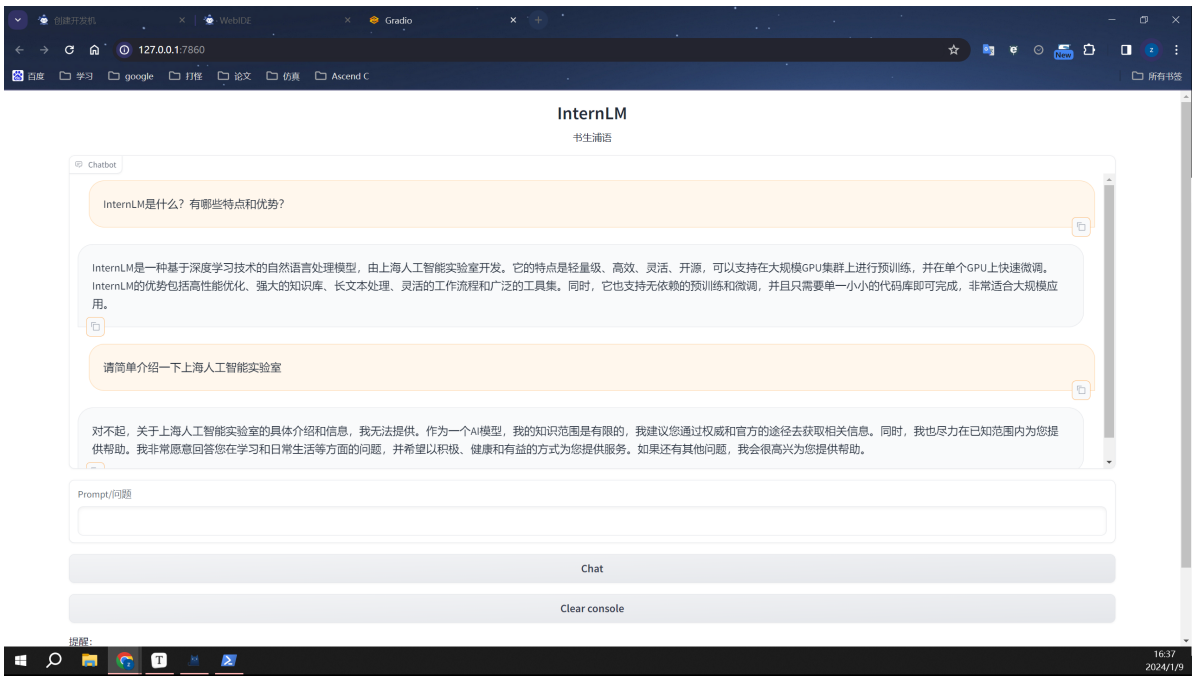 创建开发机
WebIDE
Gradio
127.0.0.1:7860
New
z
百度 学习 google 打怪 论文 仿真 Ascend C 所有书签
InternLM
书生浦语
Chatbot
InternLM是什么？有哪些特点和优势？
InternLM是一种基于深度学习技术的自然语言处理模型，由上海人工智能实验室开发。它的特点是轻量级、高效、灵活、开源，可以支持在大规模GPU集群上进行预训练，并在单个GPU上快速微调。
InternLM的优势包括高性能优化、强大的知识库、长文本处理、灵活的工作流程和广泛的工具集。同时，它也支持无依赖的预训练和微调，并且只需要单一小小的代码库即可完成，非常适合大规模应
用。
请简单介绍一下上海人工智能实验室
对不起，关于上海人工智能实验室的具体介绍和信息，我无法提供。作为一个AI模型，我的知识范围是有限的，我建议您通过权威和官方的途径去获取相关信息。同时，我也尽力在已知范围内为您提
供帮助。我非常愿意回答您在学习和日常生活等方面的问题，并希望以积极、健康和有益的方式为您提供服务。如果还有其他问题，我会很高兴为您提供帮助。
Prompt/问题
Chat
Clear console
提醒：
T
16:37
2024/1/9